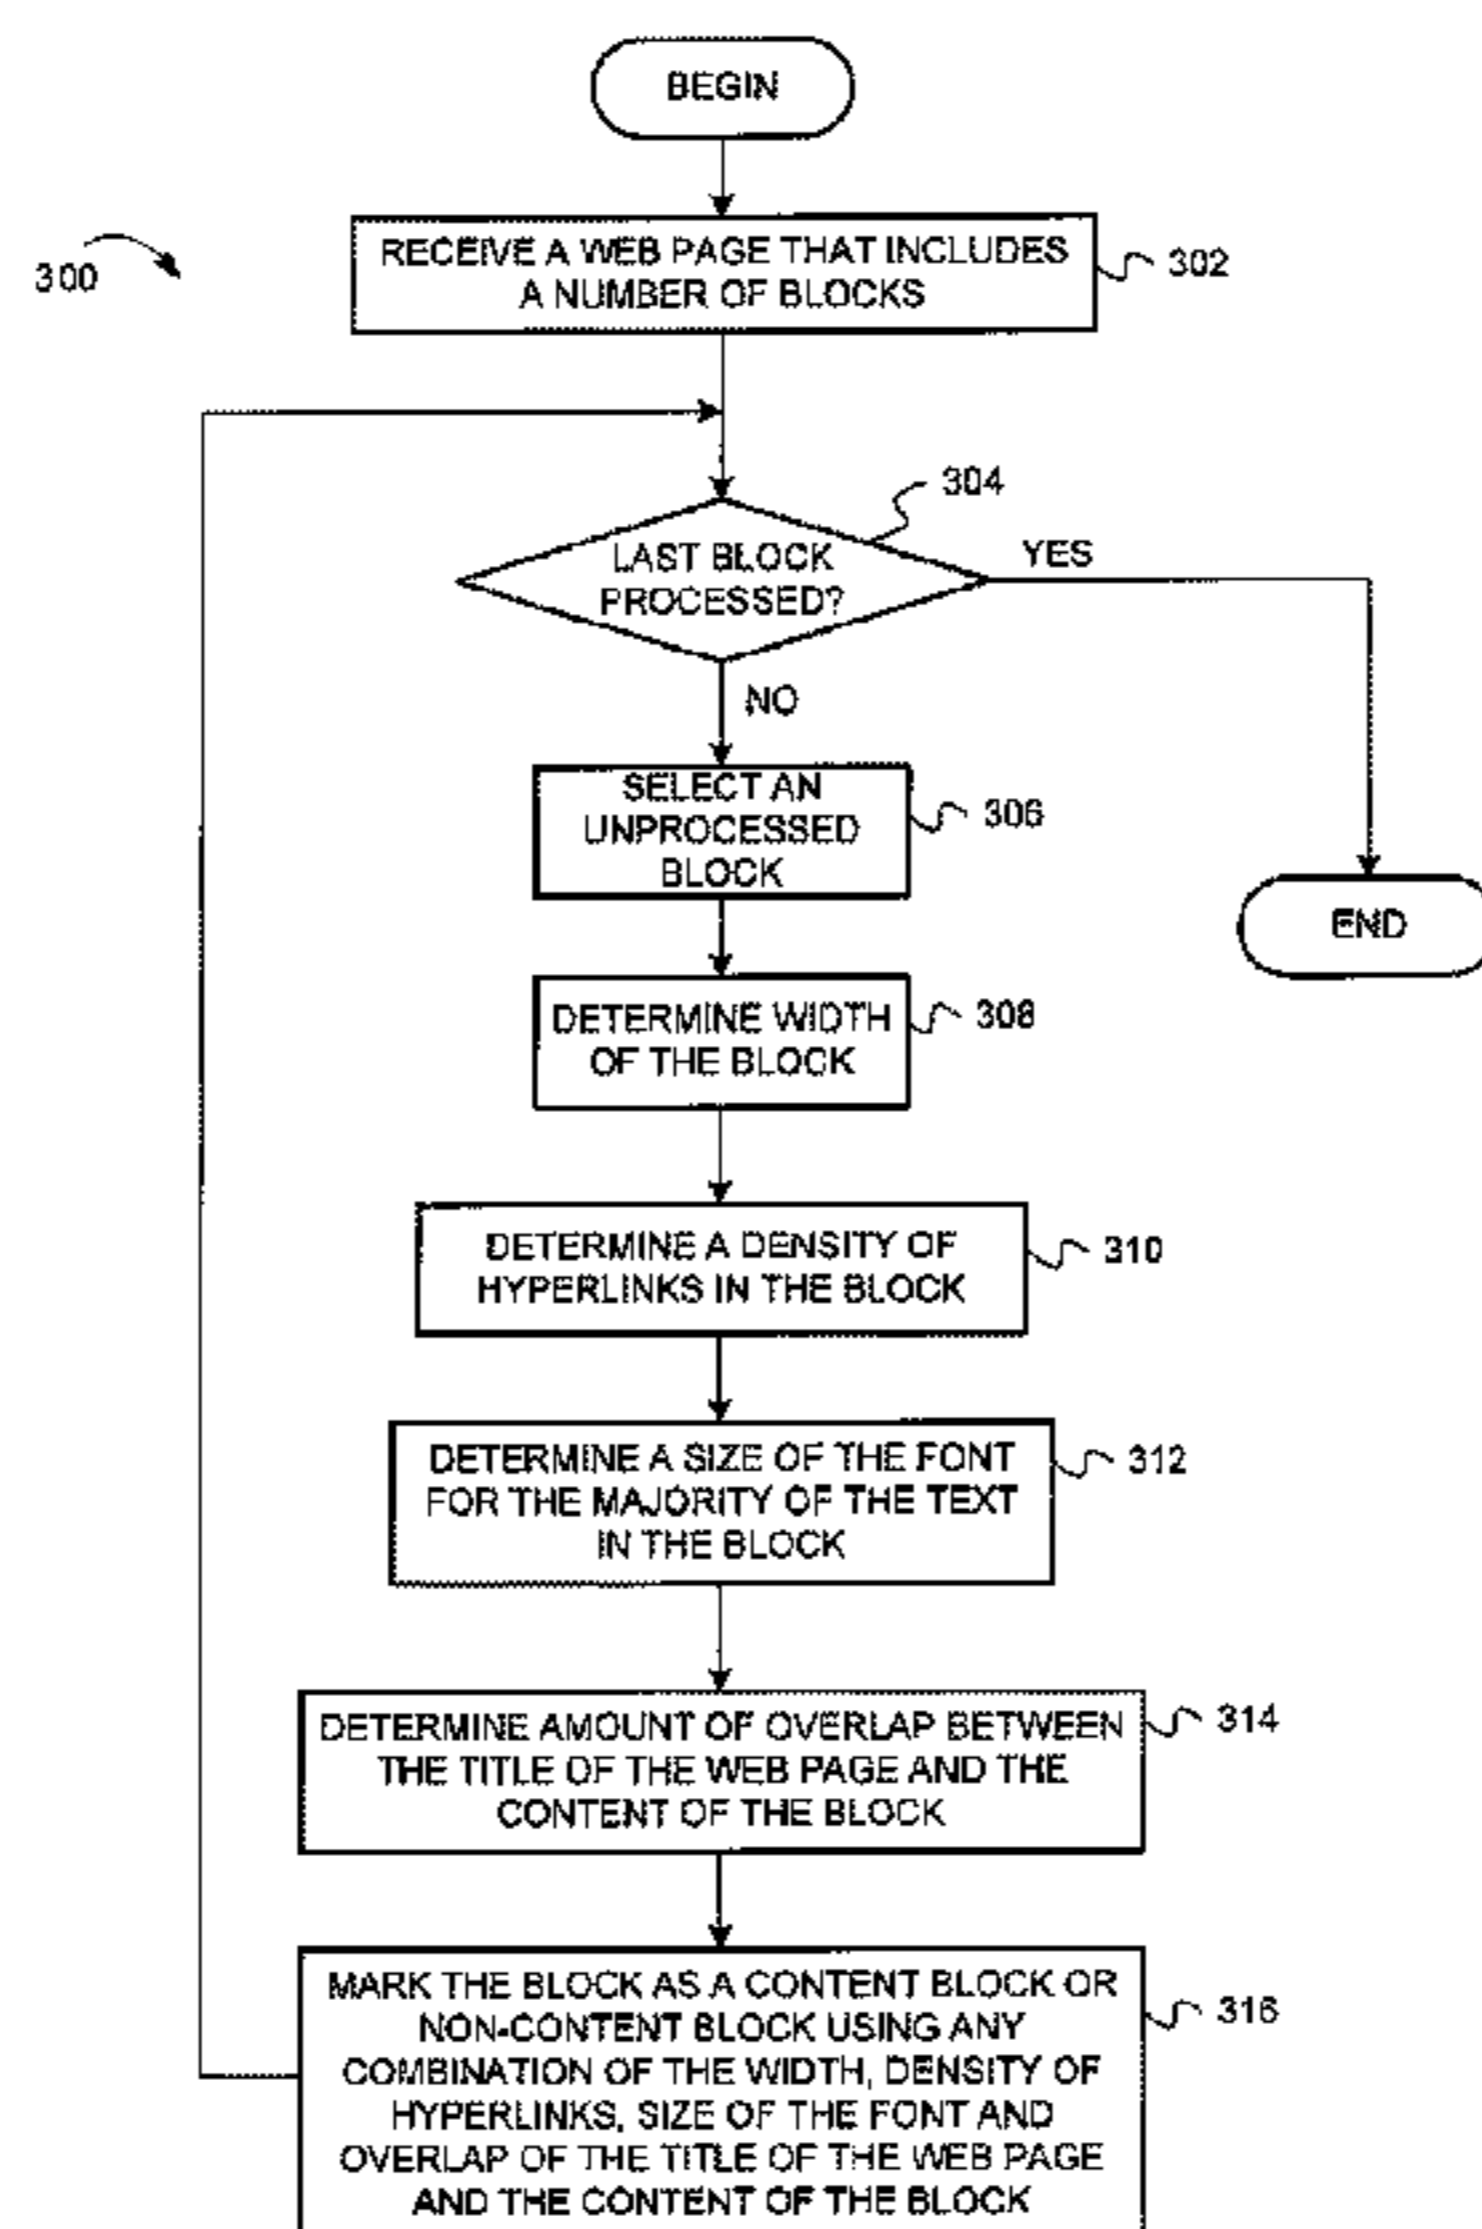 BEGIN
300
RECEIVE A WEB PAGE THAT INCLUDES
A NUMBER OF BLOCKS
302
304
LAST BLOCK
PROCESSED?
YES
NO
SELECT AN
UNPROCESSED
BLOCK
306
END
DETERMINE WIDTH
OF THE BLOCK
308
DETERMINE A DENSITY OF
HYPERLINKS IN THE BLOCK
310
DETERMINE A SIZE OF THE FONT
FOR THE MAJORITY OF THE TEXT
IN THE BLOCK
312
DETERMINE AMOUNT OF OVERLAP BETWEEN
THE TITLE OF THE WEB PAGE AND THE
CONTENT OF THE BLOCK
314
MARK THE BLOCK AS A CONTENT BLOCK OR
NON-CONTENT BLOCK USING ANY
COMBINATION OF THE WIDTH, DENSITY OF
HYPERLINKS, SIZE OF THE FONT AND
OVERLAP OF THE TITLE OF THE WEB PAGE
AND THE CONTENT OF THE BLOCK
316